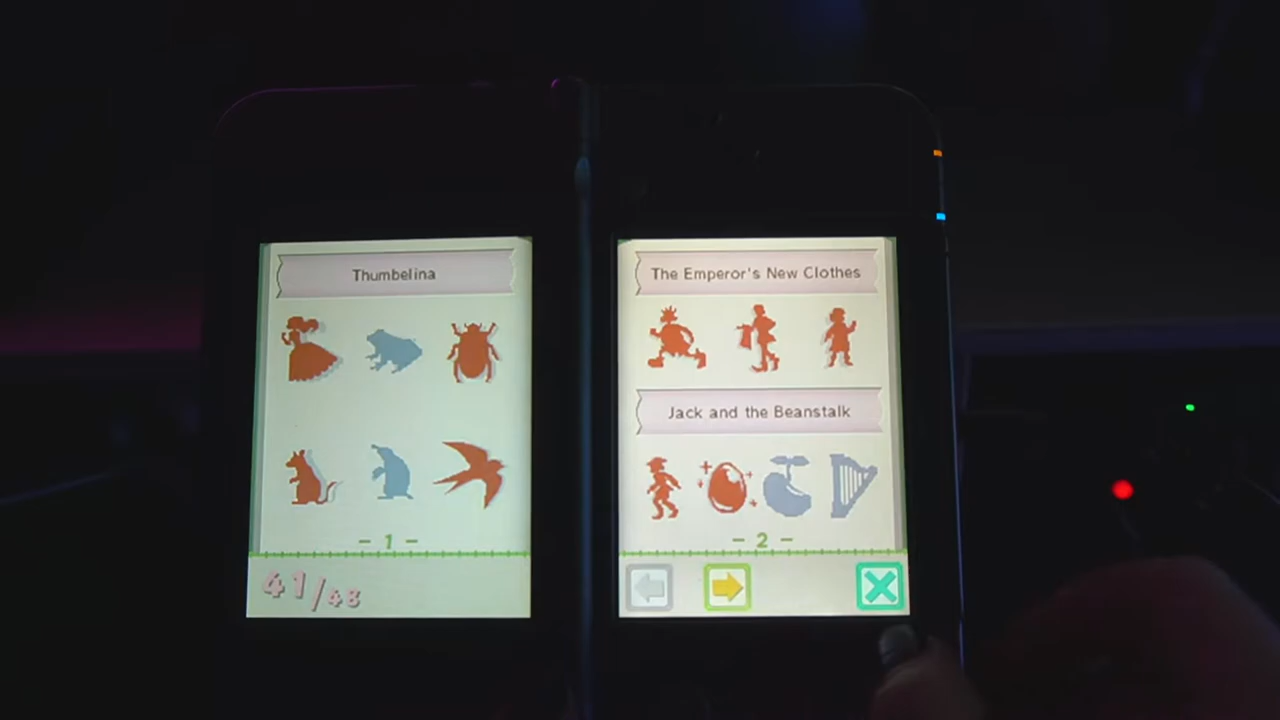 Thumbelina
- 1 -
41/48
The Emperor's New Clothes
Jack and the Beanstalk
- 2 -